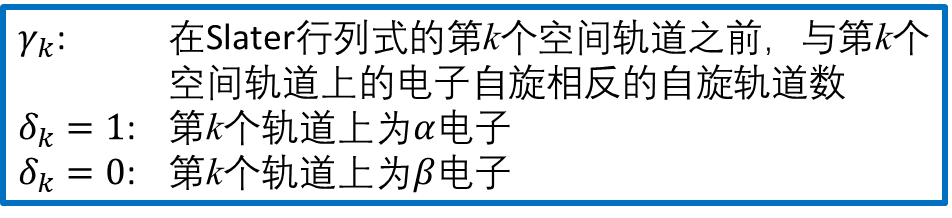 γₖ: 在Slater行列式的第k个空间轨道之前，与第k个
空间轨道上的电子自旋相反的自旋轨道数
δₖ = 1: 第k个轨道上为α电子
δₖ = 0: 第k个轨道上为β电子